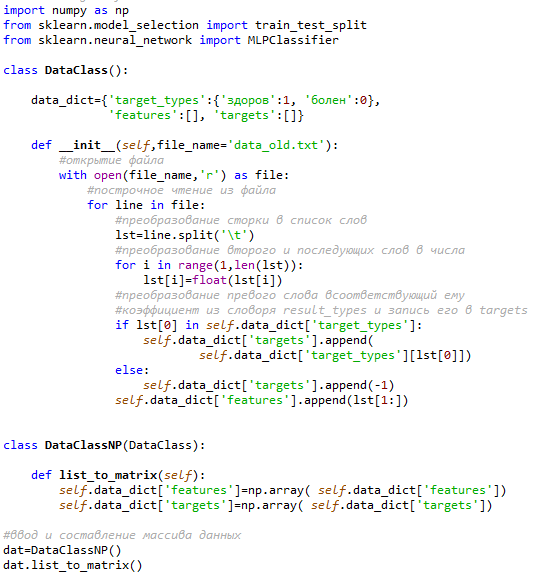 import numpy as np
from sklearn.model_selection import train_test_split
from sklearn.neural_network import MLPClassifier
class DataClass():
data_dict={'target_types':{'здоров':1, 'болен':0},
'features':[], 'targets':[]}
def __init__(self,file_name='data_old.txt'):
#открытие файла
with open(file_name,'r') as file:
#построчное чтение из файла
for line in file:
#преобразование сторки в список слов
lst=line.split('\t')
#преобразование второго и последующих слов в числа
for i in range(1,len(lst)):
lst[i]=float(lst[i])
#преобразование превого слова всоответствующий ему
#коэффициент из словоря result_types и запись его в targets
if lst[0] in self.data_dict['target_types']:
self.data_dict['targets'].append(
self.data_dict['target_types'][lst[0]])
else:
self.data_dict['targets'].append(-1)
self.data_dict['features'].append(lst[1:])
class DataClassNP(DataClass):
def list_to_matrix(self):
self.data_dict['features']=np.array( self.data_dict['features'])
self.data_dict['targets']=np.array( self.data_dict['targets'])
#ввод и составление массива данных
dat=DataClassNP()
dat.list_to_matrix()